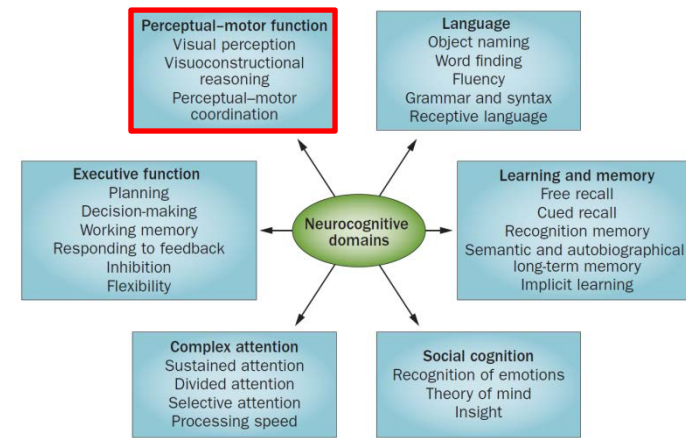 Perceptual–motor function
Visual perception
Visuoconstructional
reasoning
Perceptual–motor
coordination
Language
Object naming
Word finding
Fluency
Grammar and syntax
Receptive language
Executive function
Planning
Decision-making
Working memory
Responding to feedback
Inhibition
Flexibility
Neurocognitive
domains
Learning and memory
Free recall
Cued recall
Recognition memory
Semantic and autobiographical
long-term memory
Implicit learning
Complex attention
Sustained attention
Divided attention
Selective attention
Processing speed
Social cognition
Recognition of emotions
Theory of mind
Insight